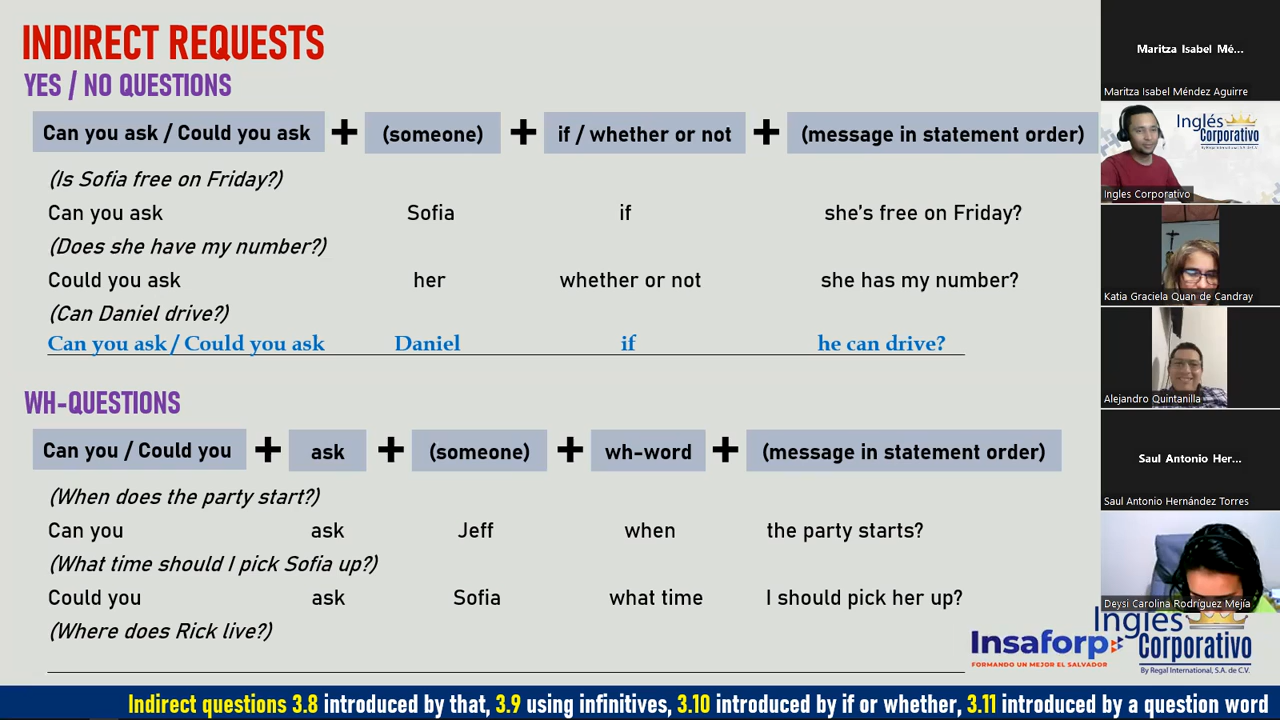 INDIRECT REQUESTS
YES / NO QUESTIONS
Can you ask / Could you ask + (someone) + if / whether or not + (message in statement order)
(Is Sofia free on Friday?)
Can you ask Sofia if she's free on Friday?
(Does she have my number?)
Could you ask her whether or not she has my number?
(Can Daniel drive?)
Can you ask / Could you ask Daniel if he can drive?
WH-QUESTIONS
Can you / Could you + ask + (someone) + wh-word + (message in statement order)
(When does the party start?)
Can you ask Jeff when the party starts?
(What time should I pick Sofia up?)
Could you ask Sofia what time I should pick her up?
(Where does Rick live?)
Insaforp
FORMANDO UN MEJOR EL SALVADOR
Inglés
Corporativo
By Regal International, S.A. de C.V.
Indirect questions 3.8 introduced by that, 3.9 using infinitives, 3.10 introduced by if or whether, 3.11 introduced by a question word
Maritza Isabel Mé...
Maritza Isabel Méndez Aguirre
Inglés
Corporativo
By Regal International, S.A. de C.V.
Ingles Corporativo
Katia Graciela Quan de Candray
Alejandro Quintanilla
Saul Antonio Her...
Saul Antonio Hernández Torres
Deysi Carolina Rodríguez Mejía